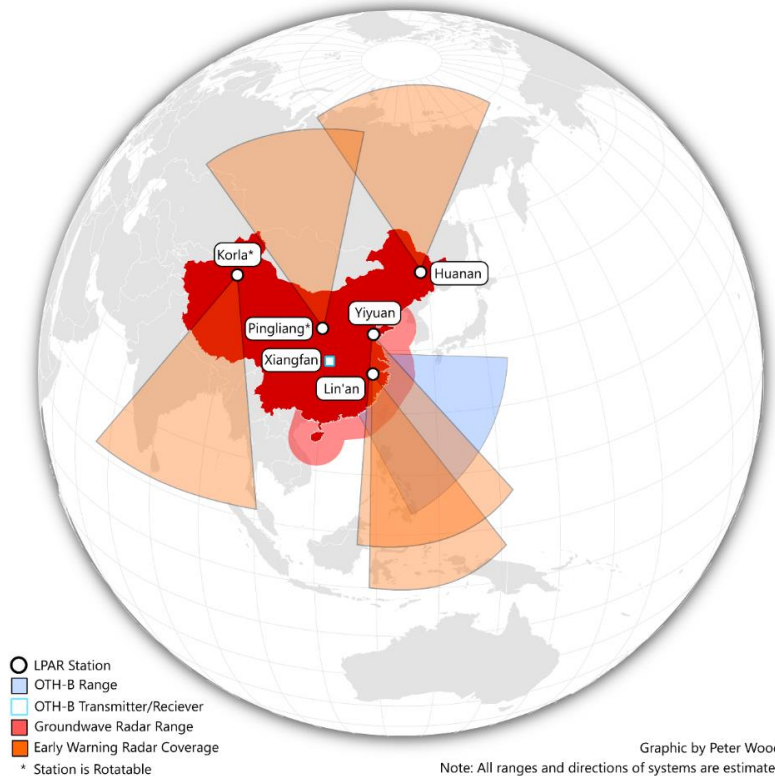 Korla*
Huanan
Yiyuan
Pingliang*
Xiangfan
Lin'an
LPAR Station
OTH-B Range
OTH-B Transmitter/Reciever
Groundwave Radar Range
Early Warning Radar Coverage
* Station is Rotatable
Graphic by Peter Wood
Note: All ranges and directions of systems are estimate